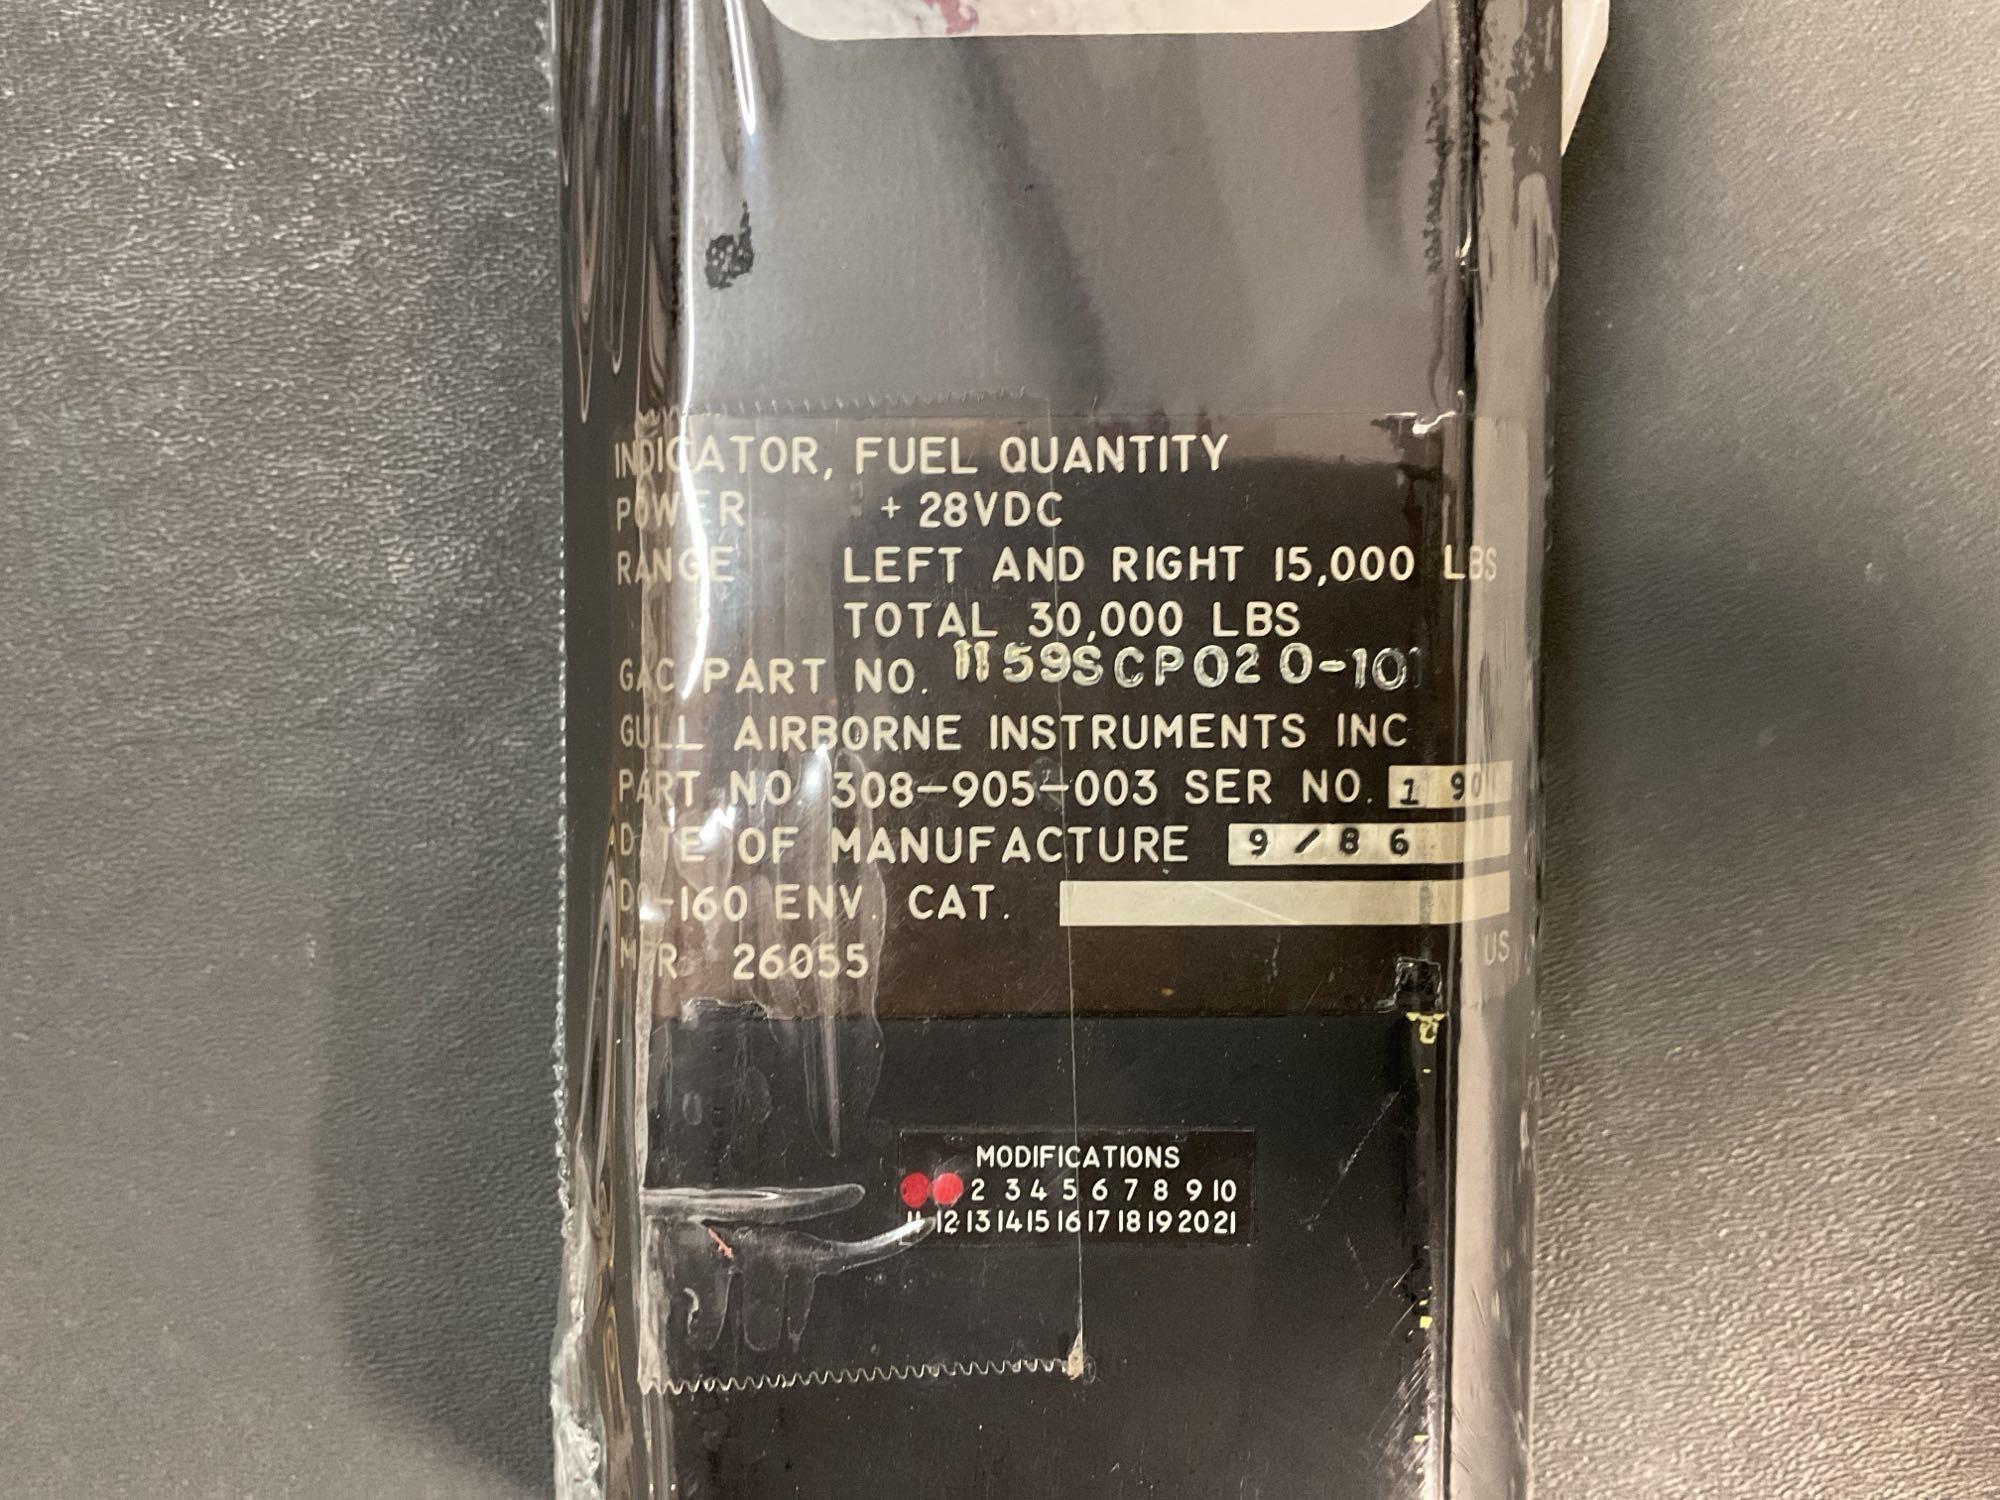 INDICATOR, FUEL QUANTITY
POWER + 28VDC
RANGE LEFT AND RIGHT 15,000 LBS
TOTAL 30,000 LBS
GAC PART NO. 1159SCP020-101
GULL AIRBORNE INSTRUMENTS INC
PART NO 308-905-003 SER NO.
DATE OF MANUFACTURE 9/86
DO-160 ENV. CAT.
MFR 26055 US
MODIFICATIONS
2 3 4 5 6 7 8 9 10
11 12 13 14 15 16 17 18 19 20 21